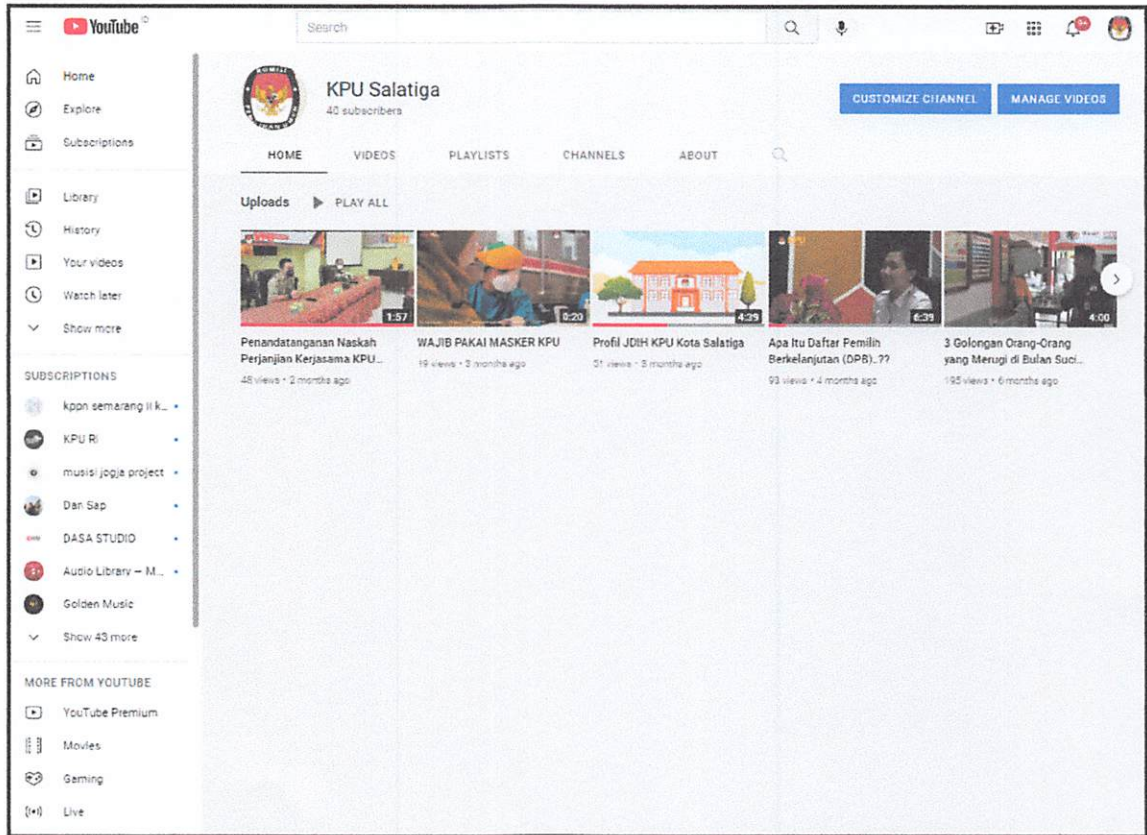 YouTube ID
Search
9+
Home
Explore
Subscriptions
Library
History
Your videos
Watch later
Show more
SUBSCRIPTIONS
kppn semarang ii k...
KPU RI
musisi jogja project
Dan Sap
DASA STUDIO
Audio Library — M...
Golden Music
Show 43 more
MORE FROM YOUTUBE
YouTube Premium
Movies
Gaming
Live
KPU Salatiga
40 subscribers
CUSTOMIZE CHANNEL
MANAGE VIDEOS
HOME VIDEOS PLAYLISTS CHANNELS ABOUT
Uploads PLAY ALL
1:57
Penandatanganan Naskah
Perjanjian Kerjasama KPU...
48 views • 2 months ago
0:20
WAJIB PAKAI MASKER KPU
19 views • 3 months ago
4:39
Profil JDIH KPU Kota Salatiga
51 views • 3 months ago
6:39
Apa Itu Daftar Pemilih
Berkelanjutan (DPB)..??
93 views • 4 months ago
4:00
3 Golongan Orang-Orang
yang Merugi di Bulan Suci...
195 views • 6 months ago